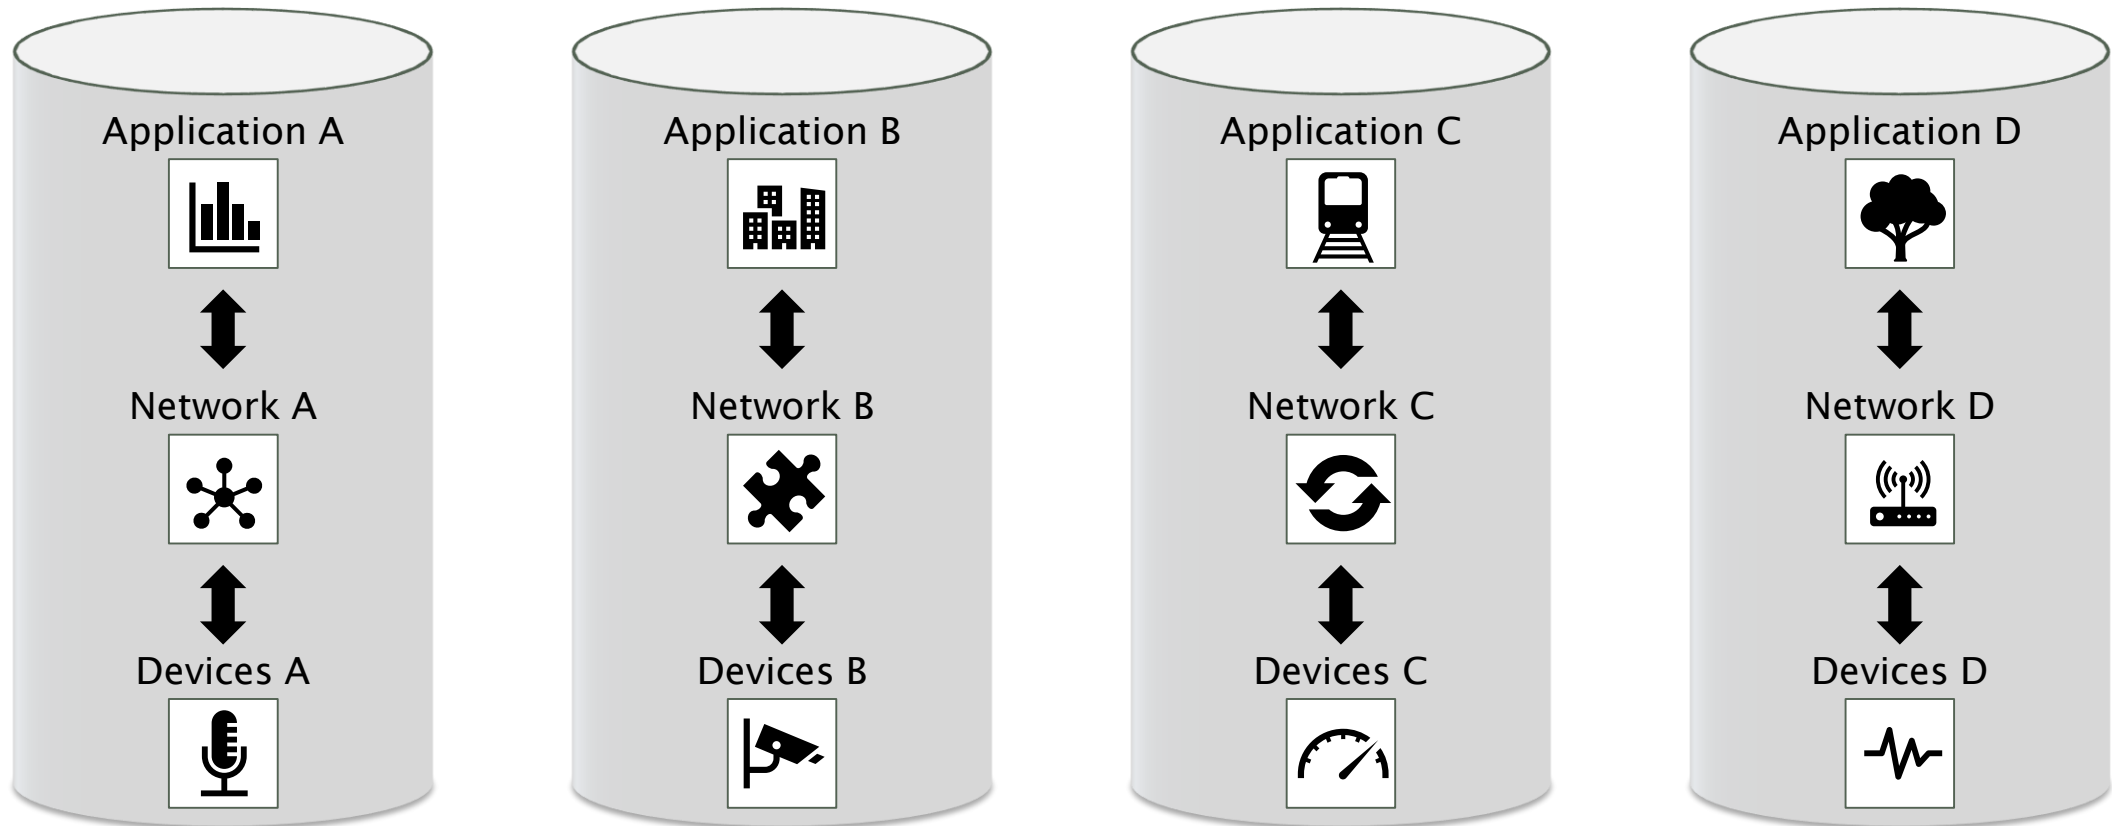 Application A
Application B
Application C
Application D
Network A
Network B
Network C
Network D
Devices A
Devices B
Devices C
Devices D